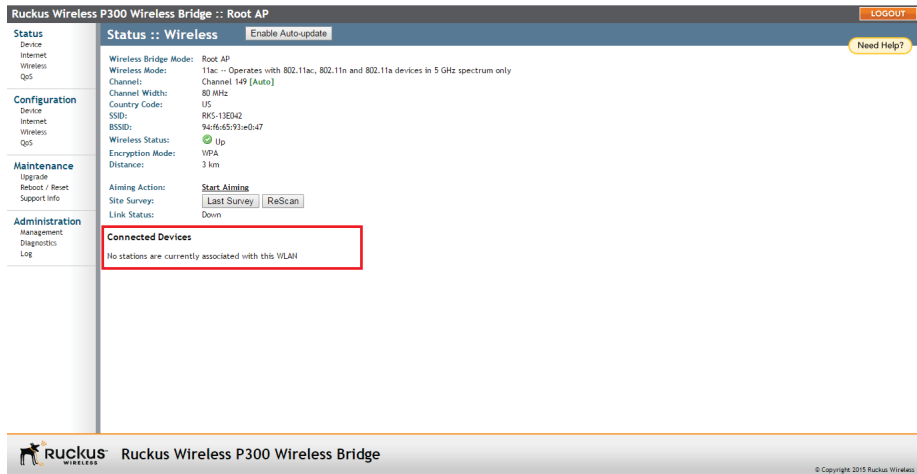 Ruckus Wireless P300 Wireless Bridge :: Root AP
LOGOUT
Status
Device
Internet
Wireless
QoS
Configuration
Device
Internet
Wireless
QoS
Maintenance
Upgrade
Reboot / Reset
Support Info
Administration
Management
Diagnostics
Log
Status :: Wireless Enable Auto-update
Need Help?
Wireless Bridge Mode: Root AP
Wireless Mode: 11ac -- Operates with 802.11ac, 802.11n and 802.11a devices in 5 GHz spectrum only
Channel: Channel 149 [Auto]
Channel Width: 80 MHz
Country Code: US
SSID: RKS-13E042
BSSID: 94:f6:65:93:e0:47
Wireless Status: Up
Encryption Mode: WPA
Distance: 3 km
Aiming Action: Start Aiming
Site Survey: Last Survey ReScan
Link Status: Down
Connected Devices
No stations are currently associated with this WLAN
Ruckus WIRELESS
Ruckus Wireless P300 Wireless Bridge
© Copyright 2015 Ruckus Wireless